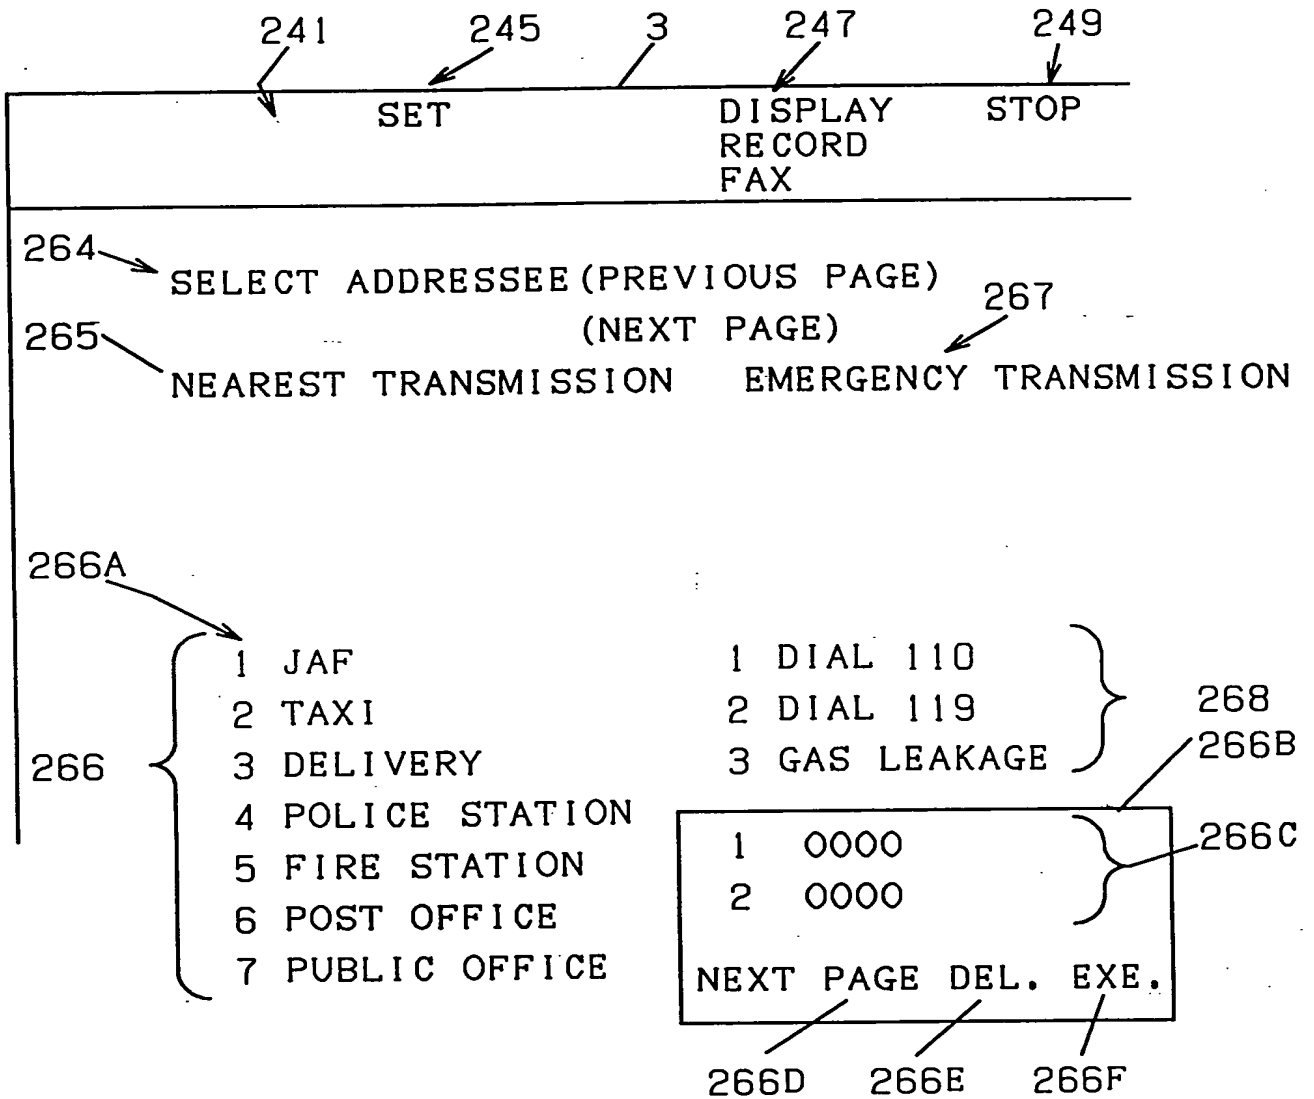 241 245 3 247 249
SET DISPLAY STOP
RECORD
FAX
264
SELECT ADDRESSEE (PREVIOUS PAGE)
267
265 (NEXT PAGE)
NEAREST TRANSMISSION EMERGENCY TRANSMISSION
266A
1 JAF 1 DIAL 110
2 TAXI 2 DIAL 119 268
266 3 DELIVERY 3 GAS LEAKAGE 266B
4 POLICE STATION 1 0000 266C
5 FIRE STATION 2 0000
6 POST OFFICE
7 PUBLIC OFFICE NEXT PAGE DEL. EXE.
266D 266E 266F